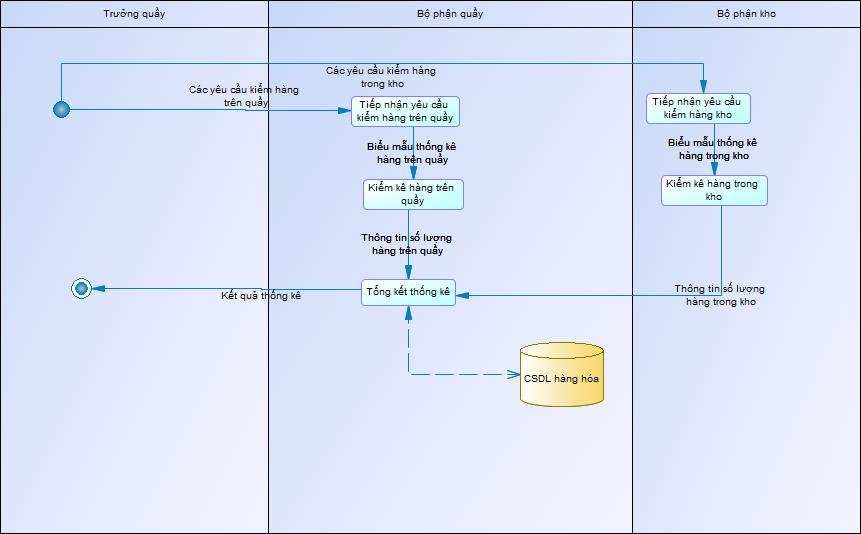 Trưởng quầy
Bộ phận quầy
Bộ phận kho
Các yêu cầu kiểm hàng
trong kho
Các yêu cầu kiểm hàng
trên quầy
Tiếp nhận yêu cầu
kiểm hàng trên quầy
Tiếp nhận yêu cầu
kiểm hàng kho
Biểu mẫu thống kê
hàng trên quầy
Biểu mẫu thống kê
hàng trong kho
Kiểm kê hàng trên
quầy
Kiểm kê hàng trong
kho
Thông tin số lượng
hàng trên quầy
Tổng kết thống kê
Kết quả thống kê
Thông tin số lượng
hàng trong kho
CSDL hàng hóa